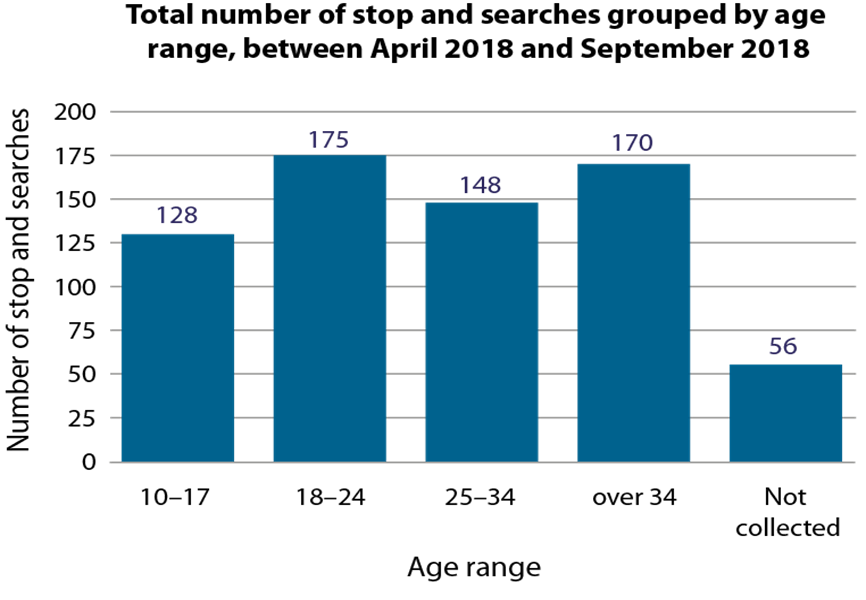 Total number of stop and searches grouped by age
range, between April 2018 and September 2018
Number of stop and searches
200
175
150
125
100
75
50
25
0
128
175
148
170
56
10–17
18–24
25–34
over 34
Not
collected
Age range